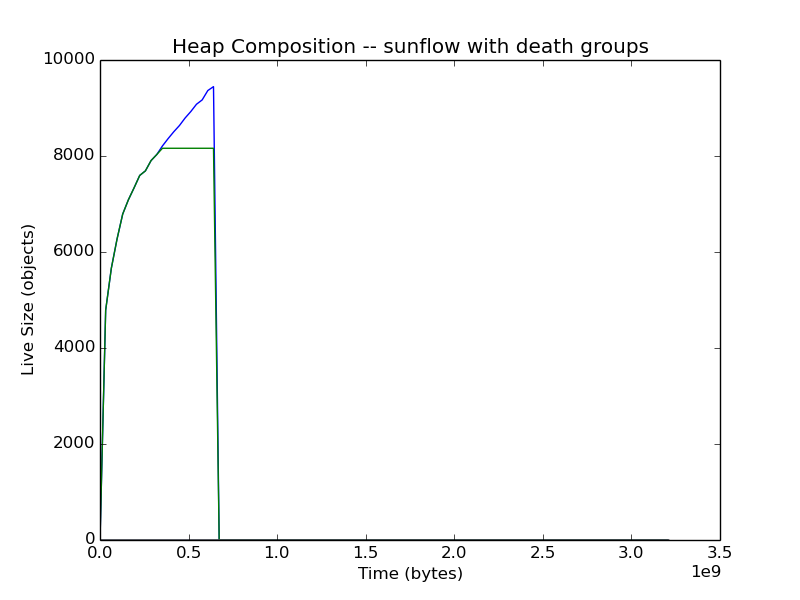 Heap Composition -- sunflow with death groups
10000
8000
6000
4000
2000
0
Live Size (objects)
0.0 0.5 1.0 1.5 2.0 2.5 3.0 3.5
1e9
Time (bytes)